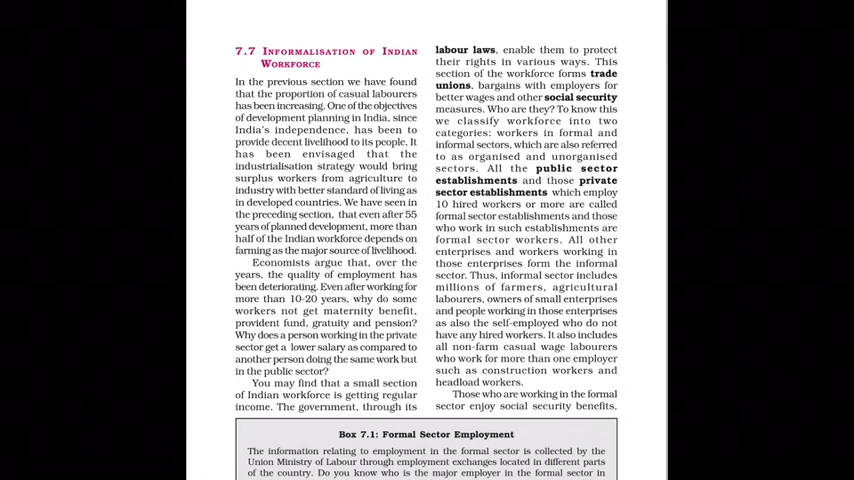 7.7 INFORMALISATION OF INDIAN
WORKFORCE
In the previous section we have found
that the proportion of casual labourers
has been increasing. One of the objectives
of development planning in India, since
India's independence, has been to
provide decent livelihood to its people. It
has been envisaged that the
industrialisation strategy would bring
surplus workers from agriculture to
industry with better standard of living as
in developed countries. We have seen in
the preceding section, that even after 55
years of planned development, more than
half of the Indian workforce depends on
farming as the major source of livelihood.
Economists argue that, over the
years, the quality of employment has
been deteriorating. Even after working for
more than 10-20 years, why do some
workers not get maternity benefit,
provident fund, gratuity and pension?
Why does a person working in the private
sector get a lower salary as compared to
another person doing the same work but
in the public sector?
You may find that a small section
of Indian workforce is getting regular
income. The government, through its
labour laws, enable them to protect
their rights in various ways. This
section of the workforce forms trade
unions, bargains with employers for
better wages and other social security
measures. Who are they? To know this
we classify workforce into two
categories: workers in formal and
informal sectors, which are also referred
to as organised and unorganised
sectors. All the public sector
establishments and those private
sector establishments which employ
10 hired workers or more are called
formal sector establishments and those
who work in such establishments are
formal sector workers. All other
enterprises and workers working in
those enterprises form the informal
sector. Thus, informal sector includes
millions of farmers, agricultural
labourers, owners of small enterprises
and people working in those enterprises
as also the self-employed who do not
have any hired workers. It also includes
all non-farm casual wage labourers
who work for more than one employer
such as construction workers and
headload workers.
Those who are working in the formal
sector enjoy social security benefits.
Box 7.1: Formal Sector Employment
The information relating to employment in the formal sector is collected by the
Union Ministry of Labour through employment exchanges located in different parts
of the country. Do you know who is the major employer in the formal sector in